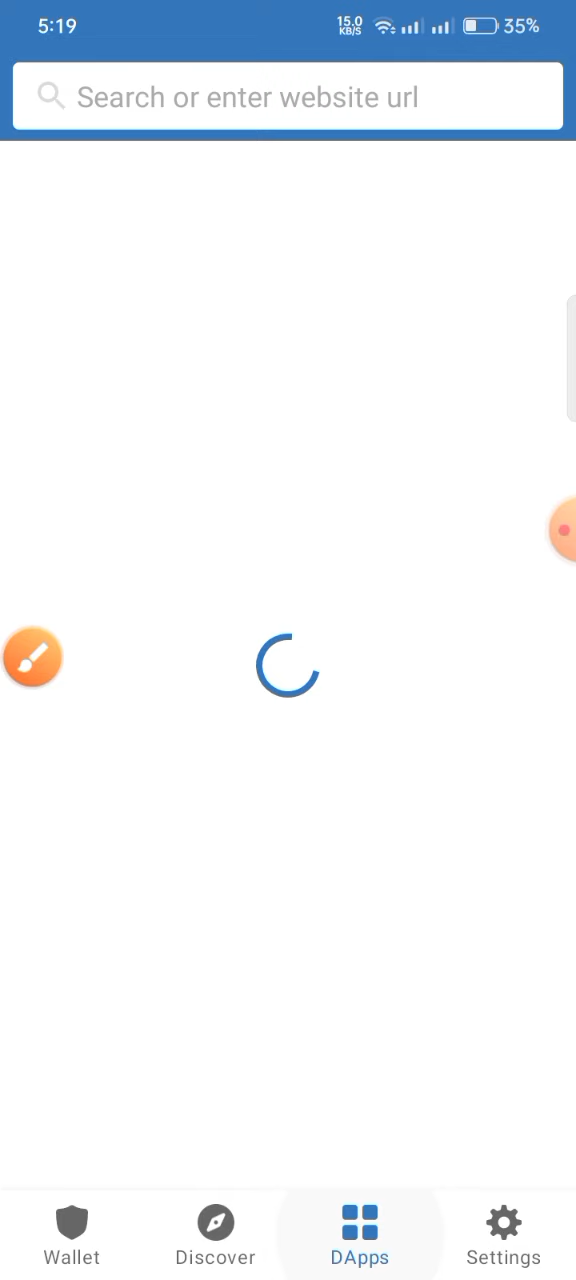 5:19 15.0 KB/S 35%
Search or enter website url
Wallet Discover DApps Settings